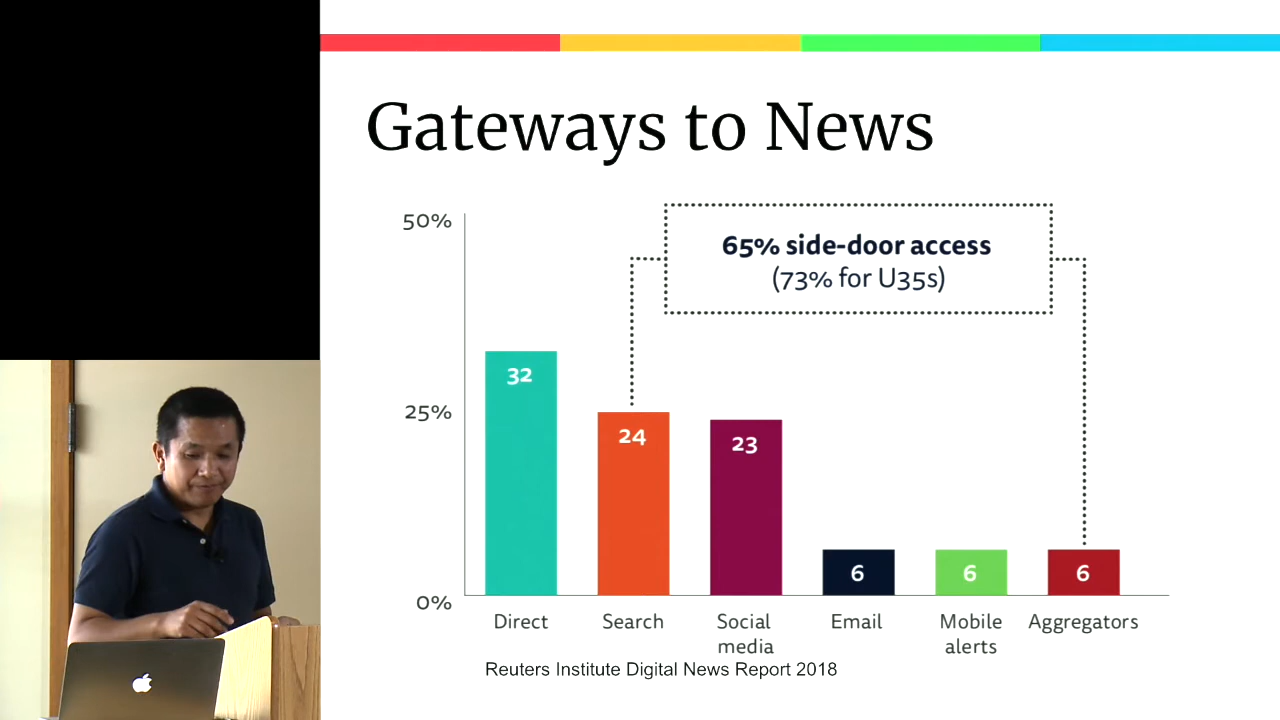 Gateways to News
50%
65% side-door access
(73% for U35s)
32
25%
24
23
6
6
6
0%
Direct
Search
Social
media
Email
Mobile
alerts
Aggregators
Reuters Institute Digital News Report 2018